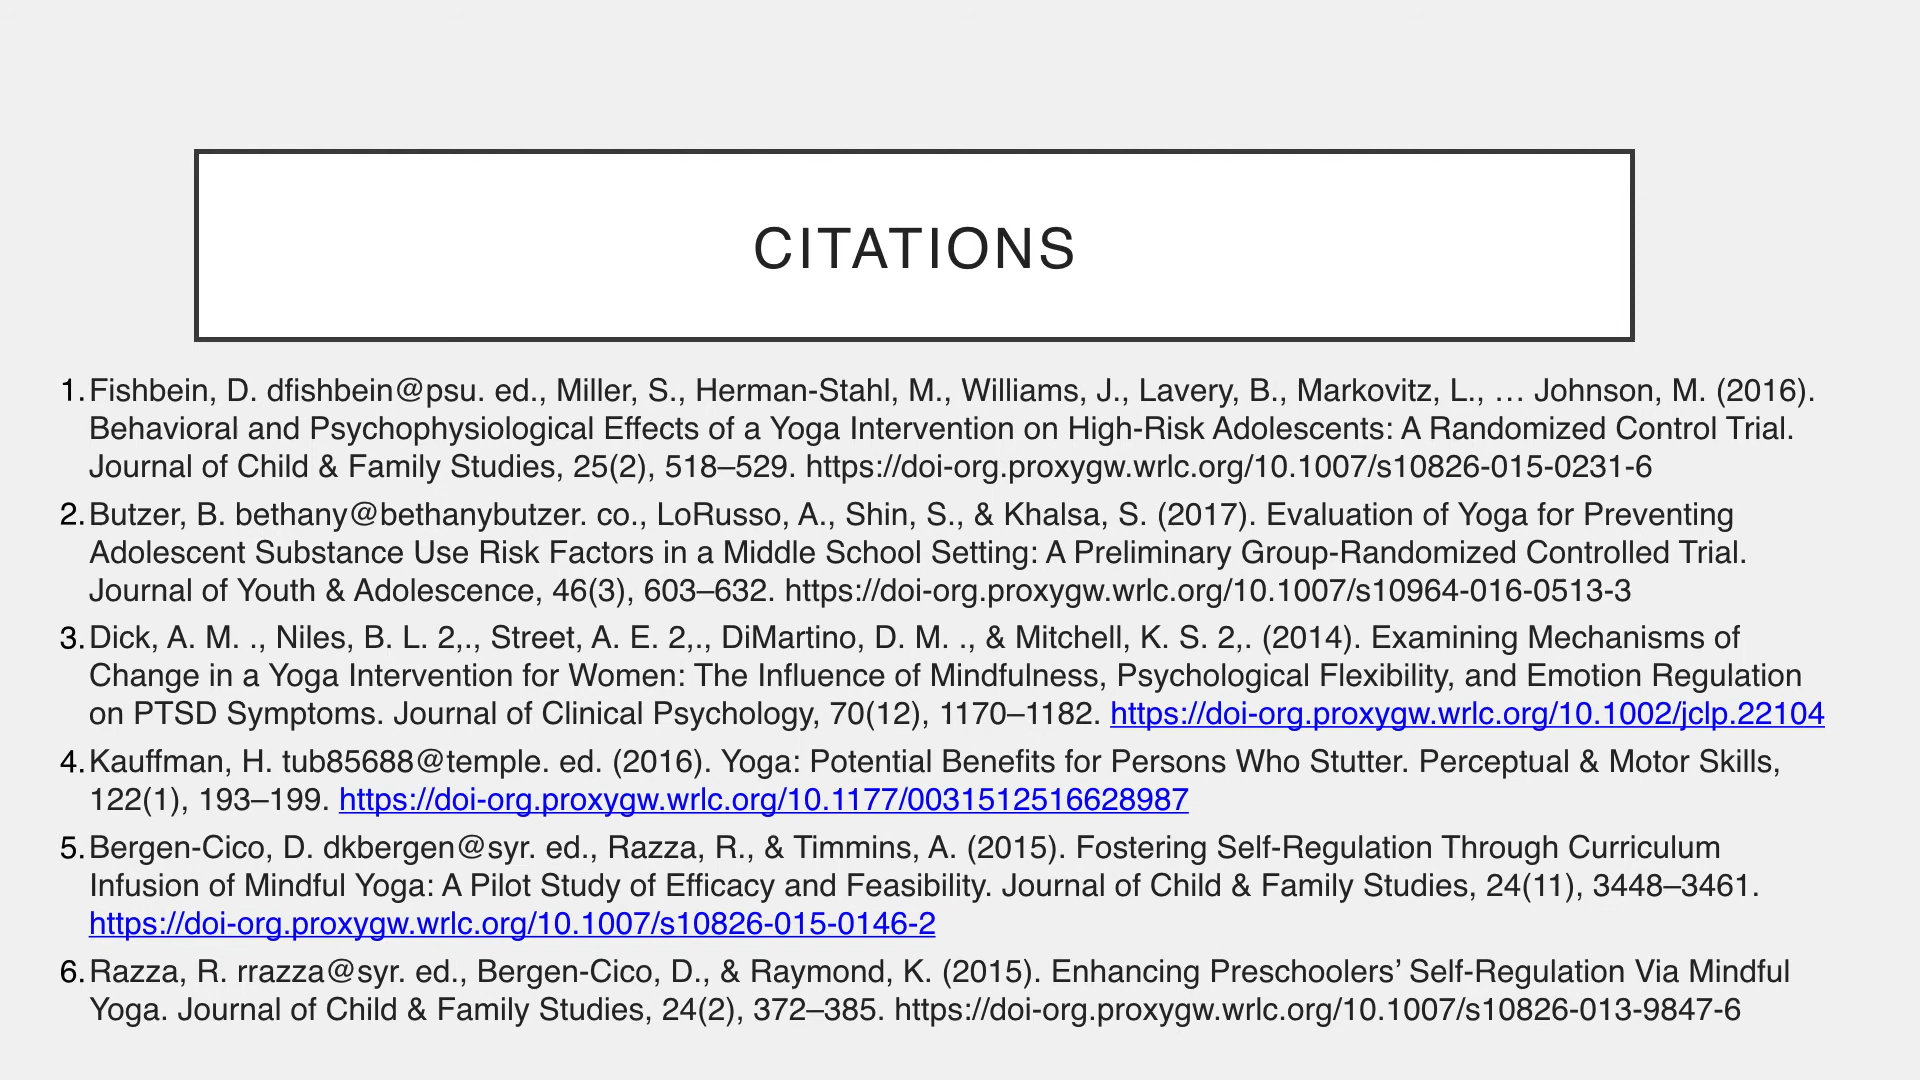 CITATIONS
1. Fishbein, D. dfishbein@psu. ed., Miller, S., Herman-Stahl, M., Williams, J., Lavery, B., Markovitz, L., … Johnson, M. (2016).
Behavioral and Psychophysiological Effects of a Yoga Intervention on High-Risk Adolescents: A Randomized Control Trial.
Journal of Child & Family Studies, 25(2), 518–529. https://doi-org.proxygw.wrlc.org/10.1007/s10826-015-0231-6
2. Butzer, B. bethany@bethanybutzer. co., LoRusso, A., Shin, S., & Khalsa, S. (2017). Evaluation of Yoga for Preventing
Adolescent Substance Use Risk Factors in a Middle School Setting: A Preliminary Group-Randomized Controlled Trial.
Journal of Youth & Adolescence, 46(3), 603–632. https://doi-org.proxygw.wrlc.org/10.1007/s10964-016-0513-3
3. Dick, A. M. ., Niles, B. L. 2,., Street, A. E. 2,., DiMartino, D. M. ., & Mitchell, K. S. 2,. (2014). Examining Mechanisms of
Change in a Yoga Intervention for Women: The Influence of Mindfulness, Psychological Flexibility, and Emotion Regulation
on PTSD Symptoms. Journal of Clinical Psychology, 70(12), 1170–1182. https://doi-org.proxygw.wrlc.org/10.1002/jclp.22104
4. Kauffman, H. tub85688@temple. ed. (2016). Yoga: Potential Benefits for Persons Who Stutter. Perceptual & Motor Skills,
122(1), 193–199. https://doi-org.proxygw.wrlc.org/10.1177/0031512516628987
5. Bergen-Cico, D. dkbergen@syr. ed., Razza, R., & Timmins, A. (2015). Fostering Self-Regulation Through Curriculum
Infusion of Mindful Yoga: A Pilot Study of Efficacy and Feasibility. Journal of Child & Family Studies, 24(11), 3448–3461.
https://doi-org.proxygw.wrlc.org/10.1007/s10826-015-0146-2
6. Razza, R. rrazza@syr. ed., Bergen-Cico, D., & Raymond, K. (2015). Enhancing Preschoolers’ Self-Regulation Via Mindful
Yoga. Journal of Child & Family Studies, 24(2), 372–385. https://doi-org.proxygw.wrlc.org/10.1007/s10826-013-9847-6